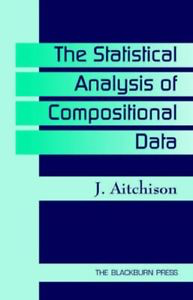 The Statistical
Analysis of
Compositional
Data
J. Aitchison
THE BLACKBURN PRESS